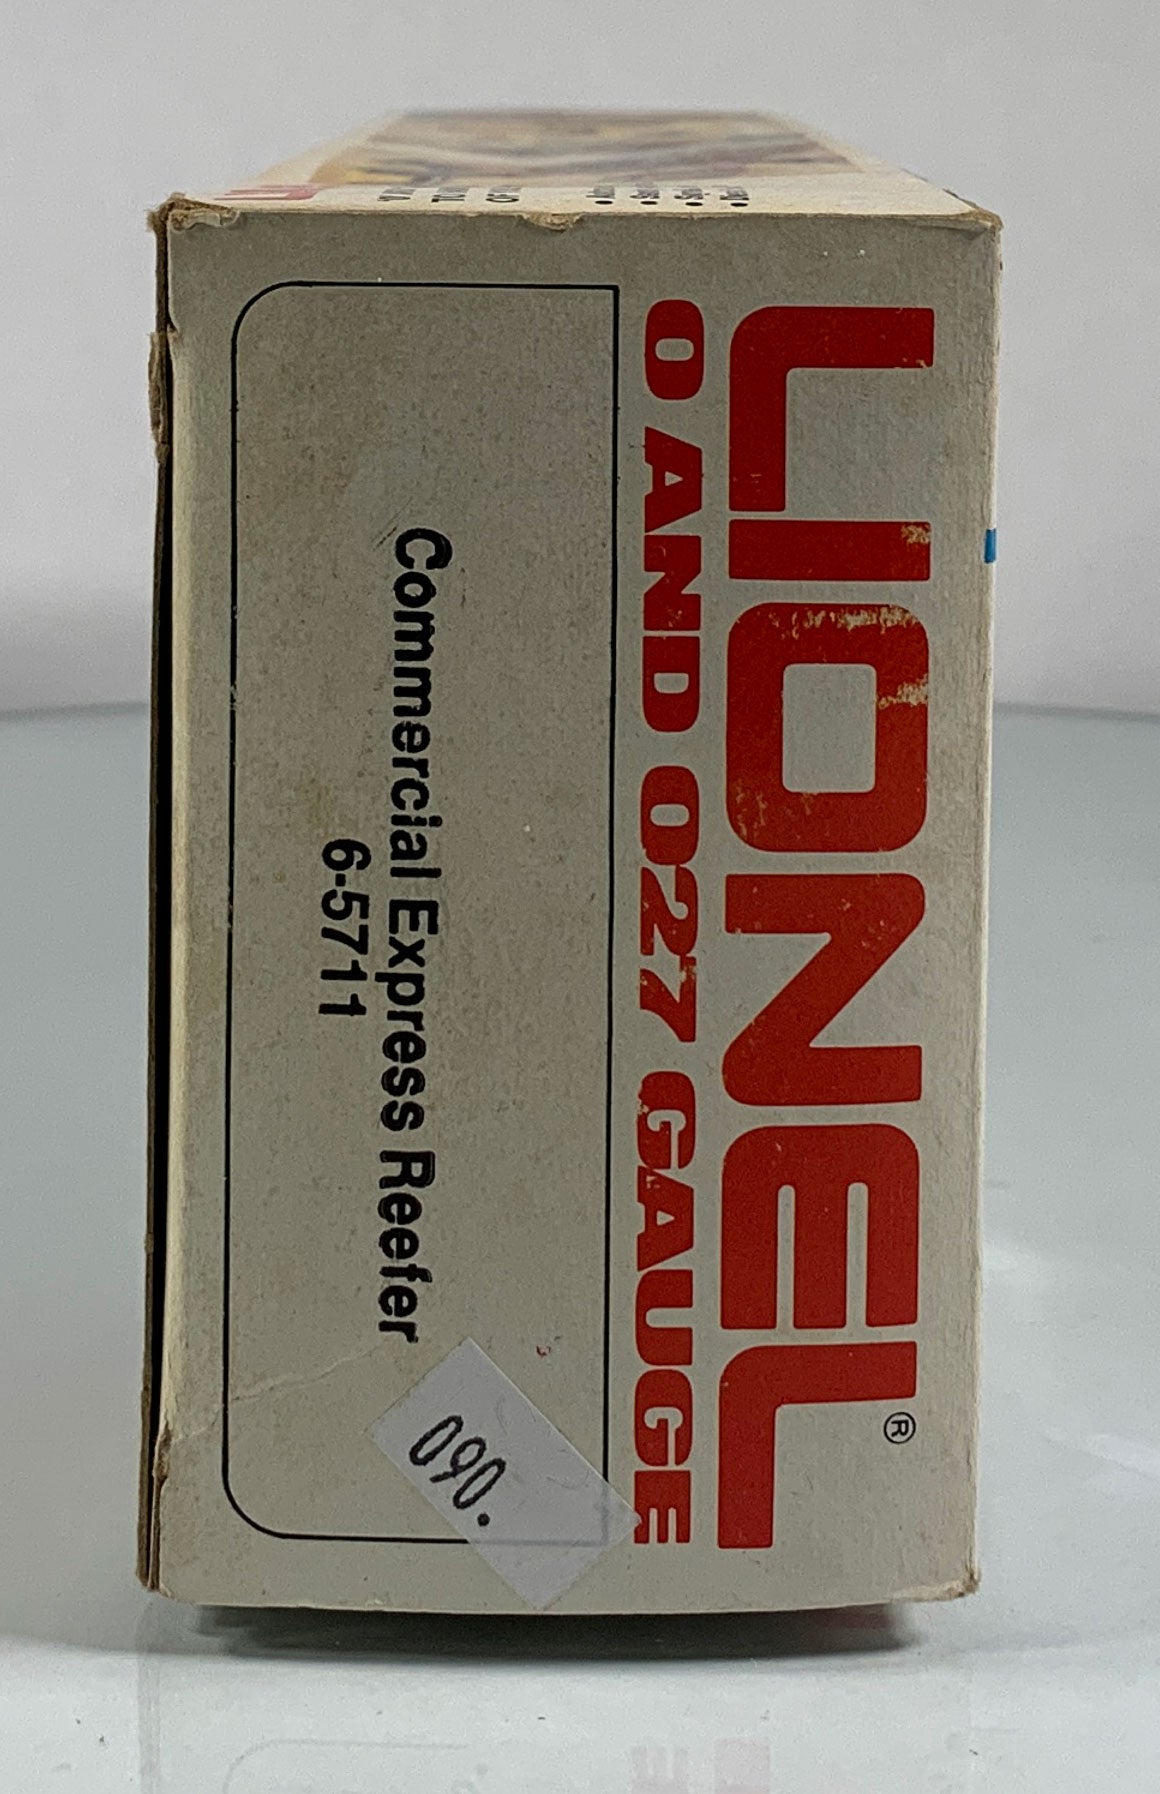 LIONEL®
O AND O27 GAUGE
Commercial Express Reefer
6-5711
090.